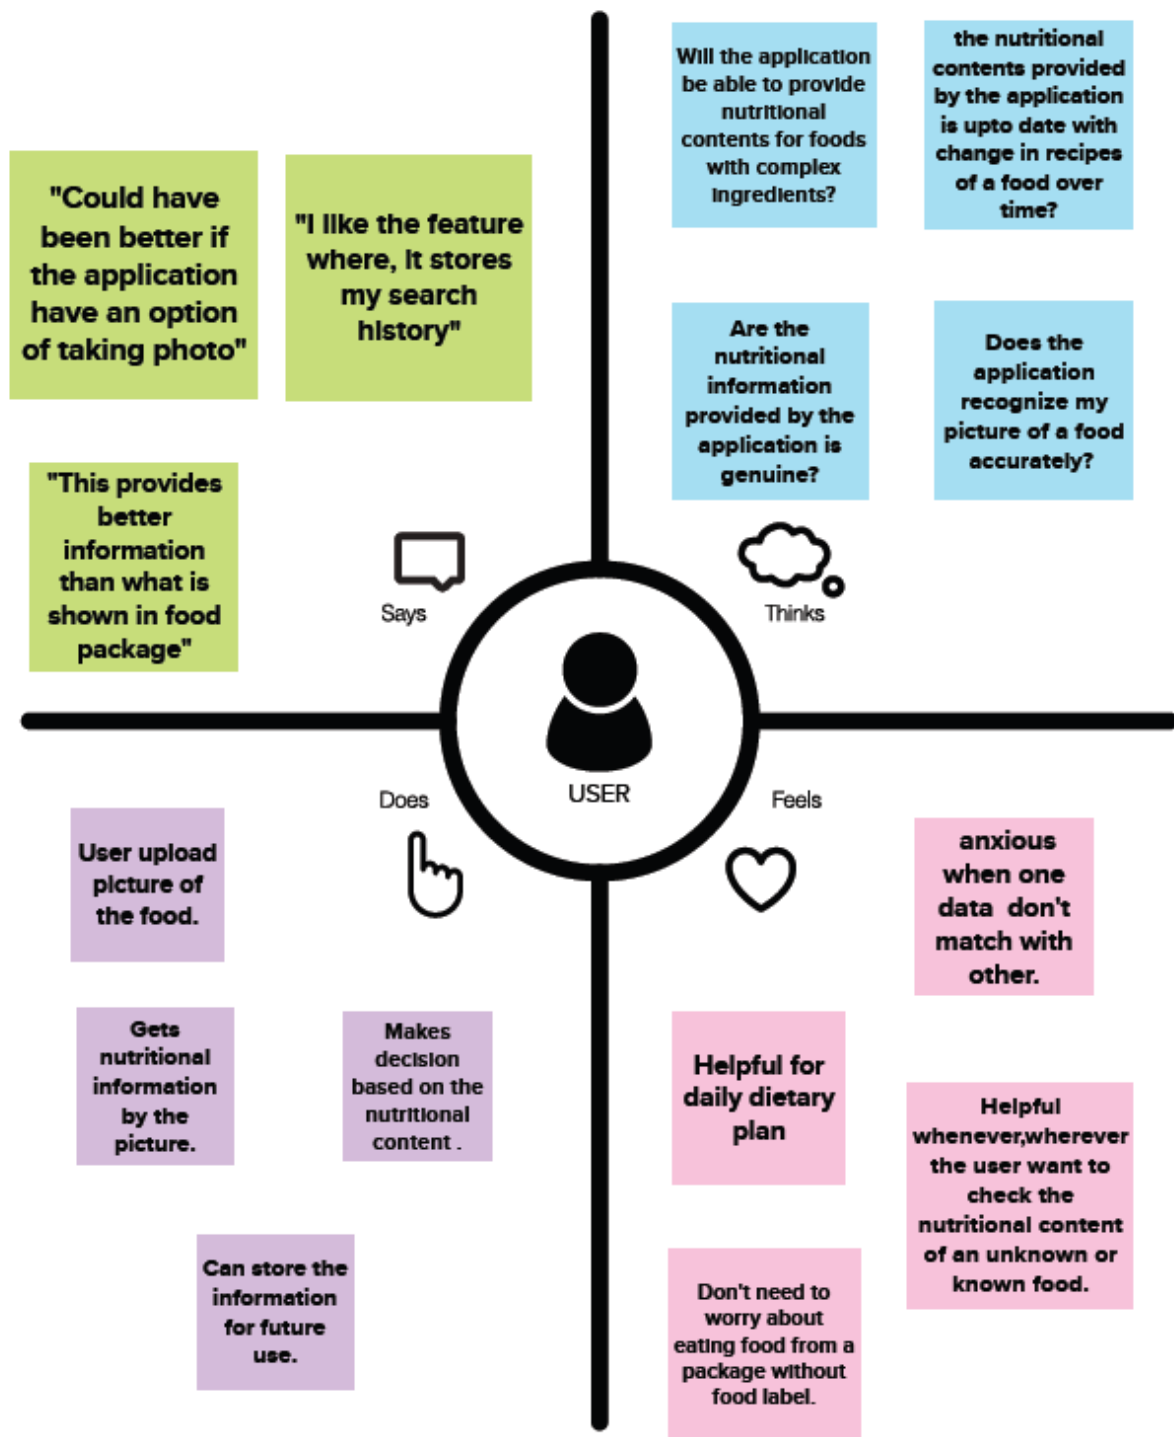 "Could have
been better if
the application
have an option
of taking photo"
"I like the feature
where, it stores
my search
history"
"This provides
better
information
than what is
shown in food
package"
Says
Will the application
be able to provide
nutritional
contents for foods
with complex
ingredients?
the nutritional
contents provided
by the application
is upto date with
change in recipes
of a food over
time?
Are the
nutritional
information
provided by the
application is
genuine?
Does the
application
recognize my
picture of a food
accurately?
Thinks
USER
Does
User upload
picture of
the food.
Gets
nutritional
information
by the
picture.
Makes
decision
based on the
nutritional
content .
Can store the
information
for future
use.
Feels
anxious
when one
data don't
match with
other.
Helpful for
daily dietary
plan
Helpful
whenever,wherever
the user want to
check the
nutritional content
of an unknown or
known food.
Don't need to
worry about
eating food from a
package without
food label.